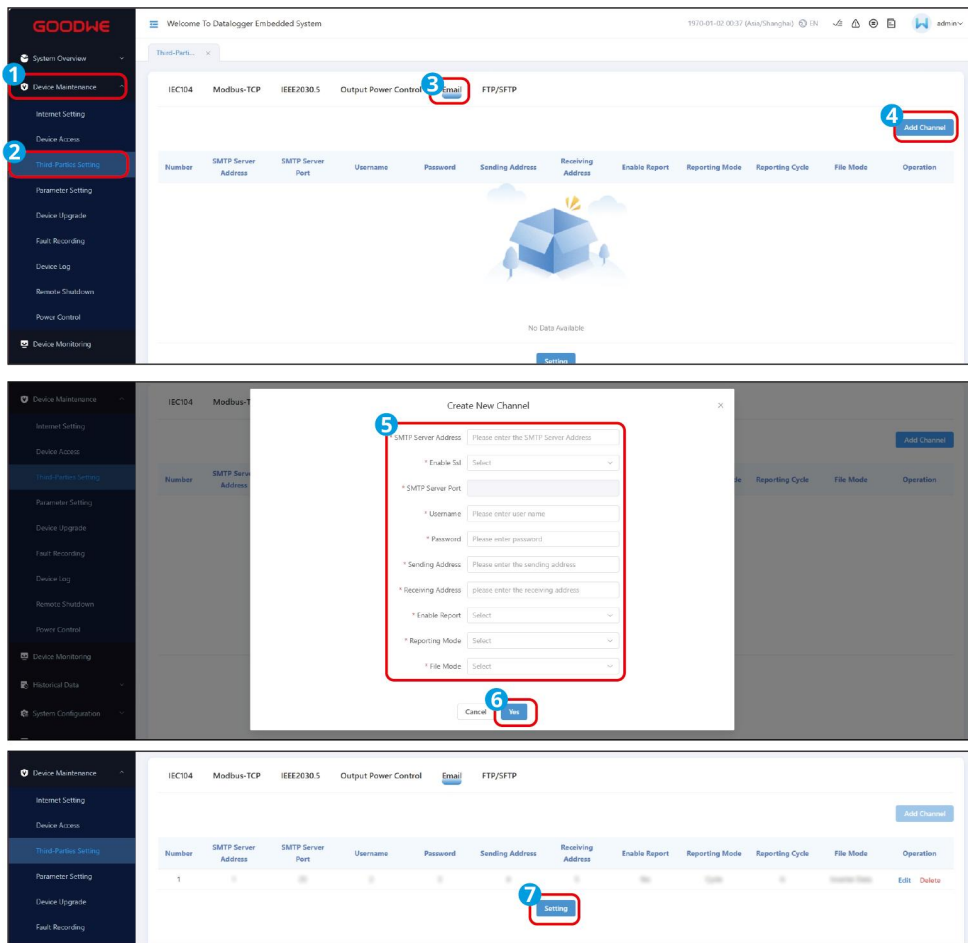 GOODWE
Welcome To Datalogger Embedded System
1970-01-02 00:37 (Asia/Shanghai) EN admin
System Overview
Third-Parti... ×
1
Device Maintenance
IEC104 Modbus-TCP IEEE2030.5 Output Power Control 3 Email FTP/SFTP
Internet Setting
4
Add Channel
Device Access
2
Third-Parties Setting
Number SMTP Server Address SMTP Server Port Username Password Sending Address Receiving Address Enable Report Reporting Mode Reporting Cycle File Mode Operation
Parameter Setting
Device Upgrade
Fault Recording
Device Log
Remote Shutdown
Power Control
No Data Available
Device Monitoring
Setting
Device Maintenance
IEC104 Modbus-T
Create New Channel ×
Internet Setting
5
* SMTP Server Address Please enter the SMTP Server Address
Add Channel
Device Access
* Enable Ssl Select
Third-Parties Setting
Number SMTP Serv
Address
Reporting Cycle File Mode Operation
* SMTP Server Port
Parameter Setting
* Username Please enter user name
Device Upgrade
* Password Please enter password
Fault Recording
* Sending Address Please enter the sending address
Device Log
* Receiving Address please enter the receiving address
Remote Shutdown
* Enable Report Select
Power Control
* Reporting Mode Select
Device Monitoring
* File Mode Select
Historical Data
6
Cancel Yes
System Configuration
Device Maintenance
IEC104 Modbus-TCP IEEE2030.5 Output Power Control Email FTP/SFTP
Internet Setting
Add Channel
Device Access
Third-Parties Setting
Number SMTP Server Address SMTP Server Port Username Password Sending Address Receiving Address Enable Report Reporting Mode Reporting Cycle File Mode Operation
Parameter Setting
1 Edit Delete
7
Device Upgrade
Setting
Fault Recording